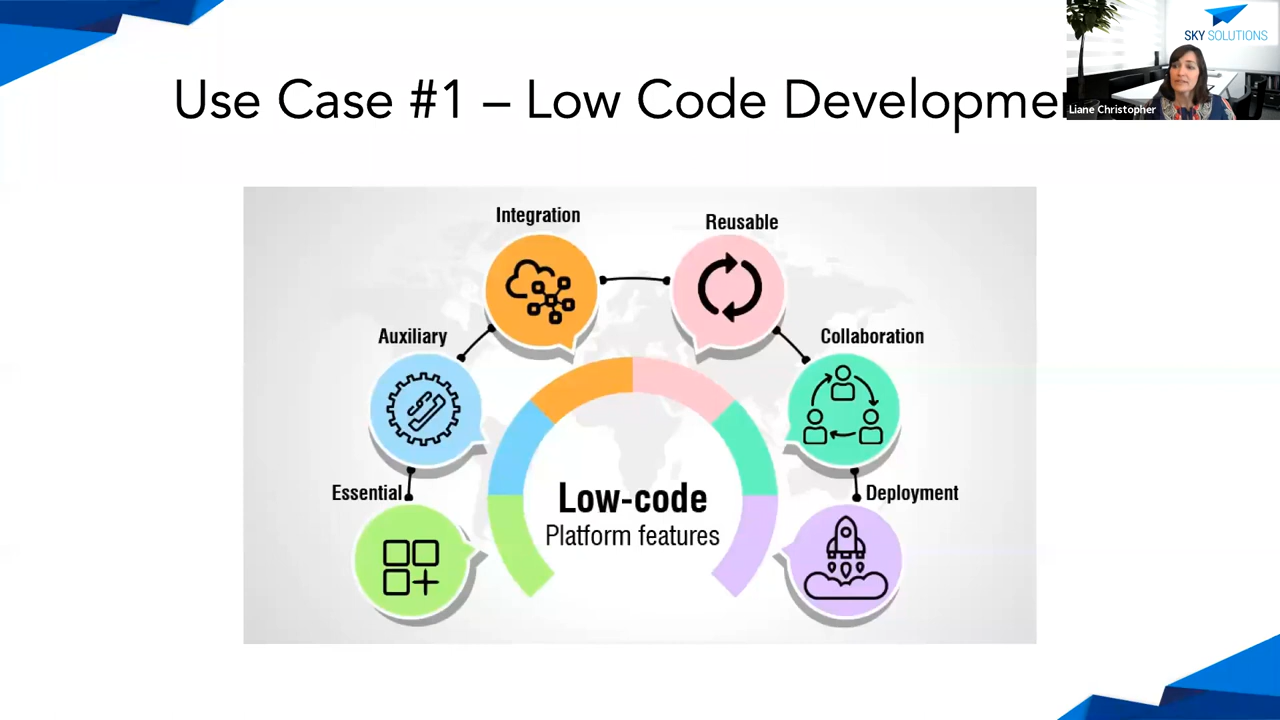 SKY SOLUTIONS
Use Case #1 – Low Code Developmen
Liane Christopher
Integration
Reusable
Auxiliary
Collaboration
Essential
Deployment
Low-code
Platform features